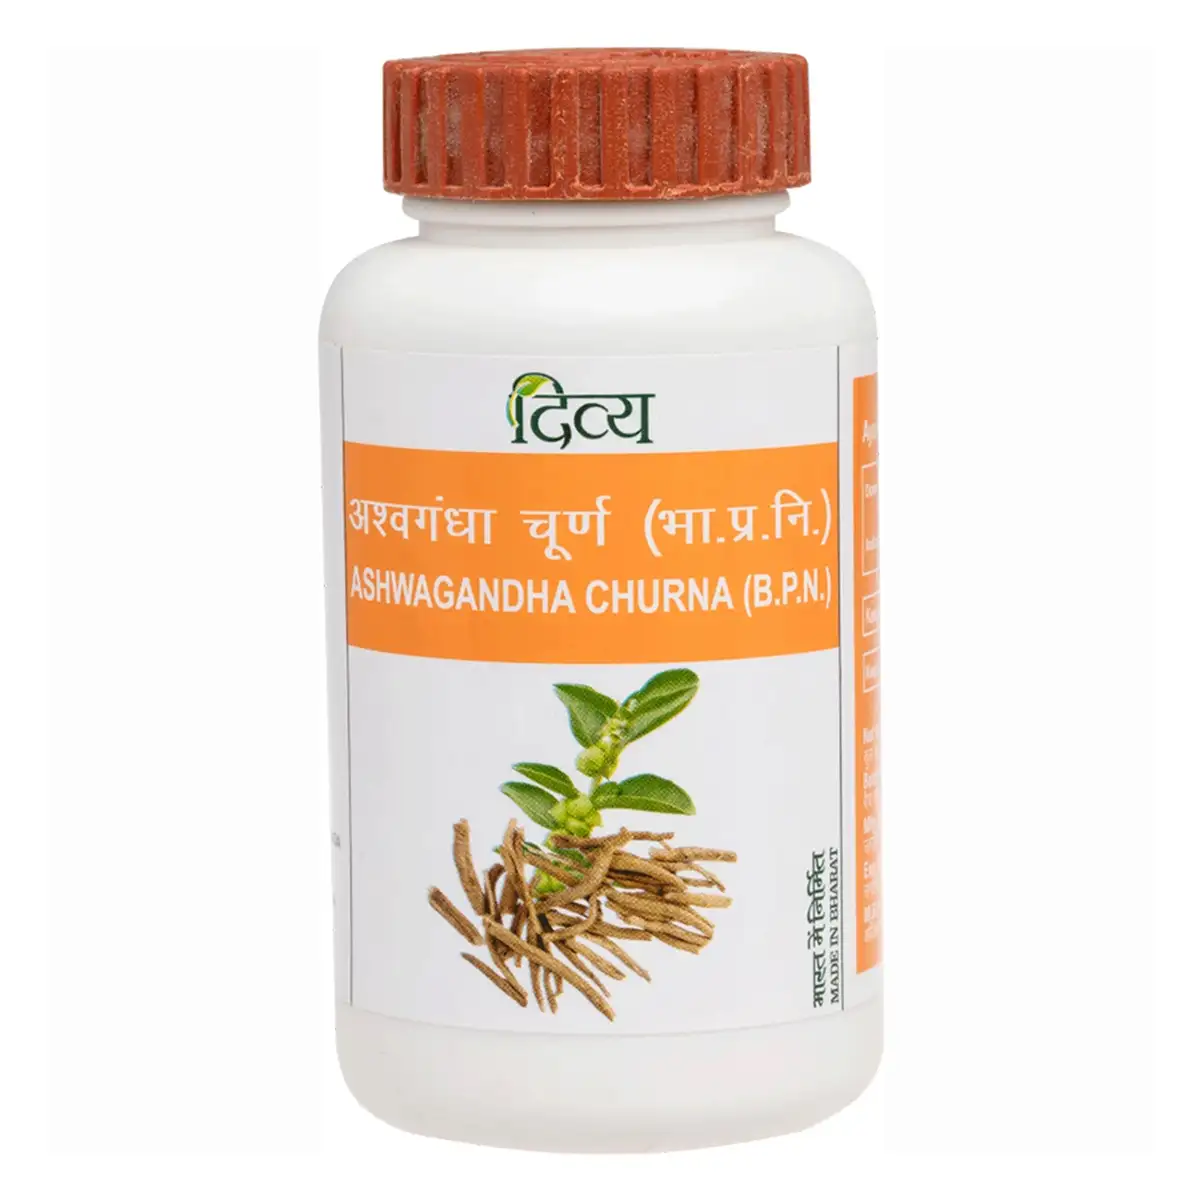 दिव्य
अश्वगंधा चूर्ण (भा.प्र.नि.)
ASHWAGANDHA CHURNA (B.P.N.)
भारत में निर्मित
MADE IN BHARAT